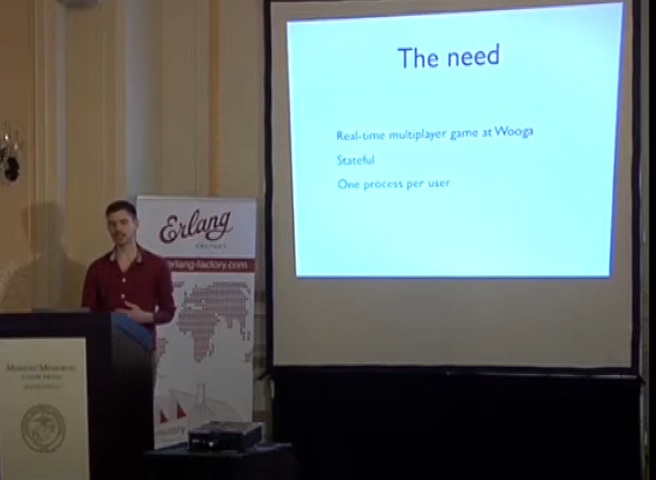 The need
Real-time multiplayer game at Wooga
Stateful
One process per user
Erlang
FACTORY
erlang-factory.com